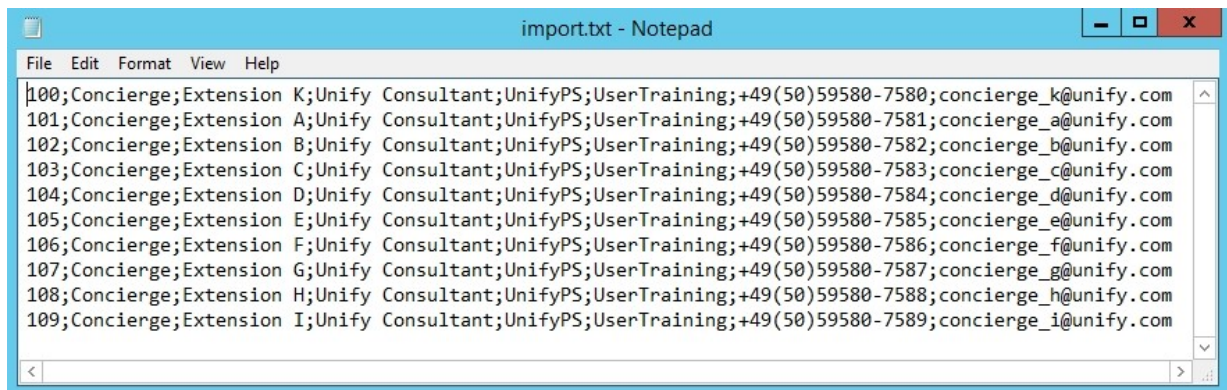 import.txt - Notepad
File Edit Format View Help
100;Concierge;Extension K;Unify Consultant;UnifyPS;UserTraining;+49(50)59580-7580;concierge_k@unify.com
101;Concierge;Extension A;Unify Consultant;UnifyPS;UserTraining;+49(50)59580-7581;concierge_a@unify.com
102;Concierge;Extension B;Unify Consultant;UnifyPS;UserTraining;+49(50)59580-7582;concierge_b@unify.com
103;Concierge;Extension C;Unify Consultant;UnifyPS;UserTraining;+49(50)59580-7583;concierge_c@unify.com
104;Concierge;Extension D;Unify Consultant;UnifyPS;UserTraining;+49(50)59580-7584;concierge_d@unify.com
105;Concierge;Extension E;Unify Consultant;UnifyPS;UserTraining;+49(50)59580-7585;concierge_e@unify.com
106;Concierge;Extension F;Unify Consultant;UnifyPS;UserTraining;+49(50)59580-7586;concierge_f@unify.com
107;Concierge;Extension G;Unify Consultant;UnifyPS;UserTraining;+49(50)59580-7587;concierge_g@unify.com
108;Concierge;Extension H;Unify Consultant;UnifyPS;UserTraining;+49(50)59580-7588;concierge_h@unify.com
109;Concierge;Extension I;Unify Consultant;UnifyPS;UserTraining;+49(50)59580-7589;concierge_i@unify.com